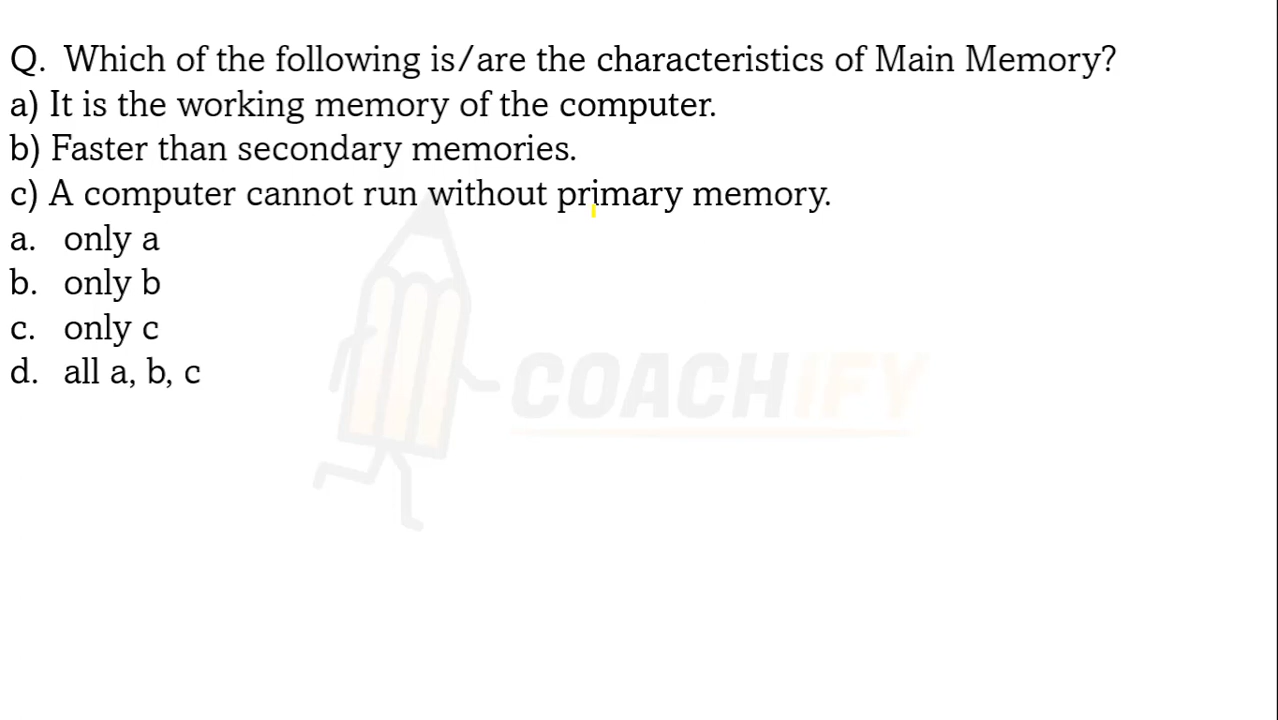 Q. Which of the following is/are the characteristics of Main Memory?
a) It is the working memory of the computer.
b) Faster than secondary memories.
c) A computer cannot run without primary memory.
a. only a
b. only b
c. only c
d. all a, b, c
COACHIFY